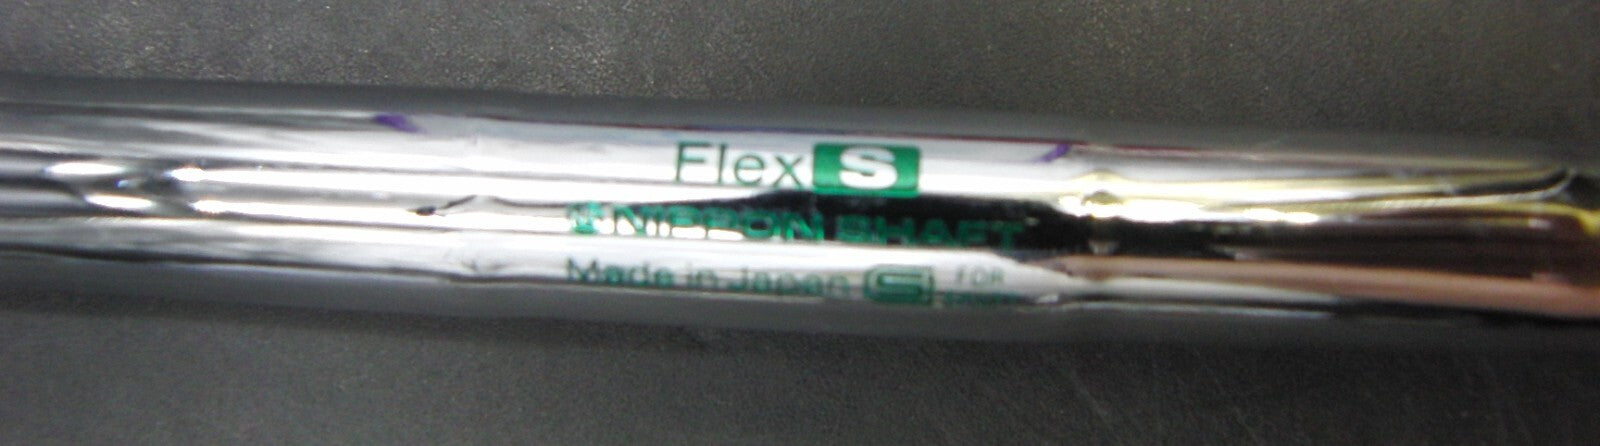 Flex S
NIPPON SHAFT
Made in Japan G FOR